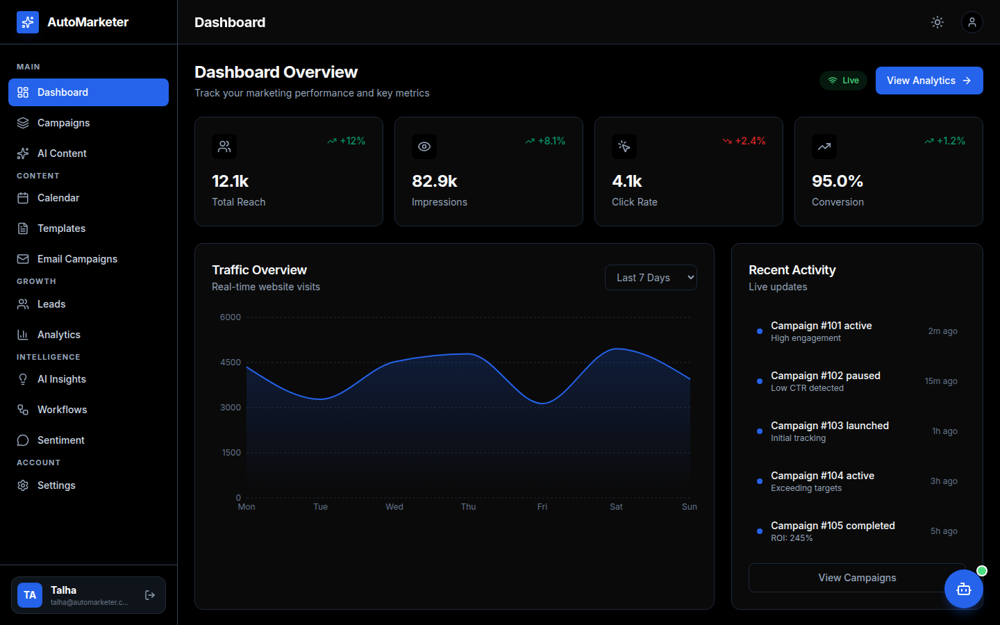 AutoMarketer
MAIN
Dashboard
Campaigns
AI Content
CONTENT
Calendar
Templates
Email Campaigns
GROWTH
Leads
Analytics
INTELLIGENCE
AI Insights
Workflows
Sentiment
ACCOUNT
Settings
TA
Talha
talha@automarketer.c...
Dashboard
Dashboard Overview
Track your marketing performance and key metrics
Live
View Analytics
+12%
12.1k
Total Reach
+8.1%
82.9k
Impressions
+2.4%
4.1k
Click Rate
+1.2%
95.0%
Conversion
Traffic Overview
Real-time website visits
Last 7 Days
6000
4500
3000
1500
0
Mon Tue Wed Thu Fri Sat Sun
Recent Activity
Live updates
Campaign #101 active
High engagement
2m ago
Campaign #102 paused
Low CTR detected
15m ago
Campaign #103 launched
Initial tracking
1h ago
Campaign #104 active
Exceeding targets
3h ago
Campaign #105 completed
ROI: 245%
5h ago
View Campaigns